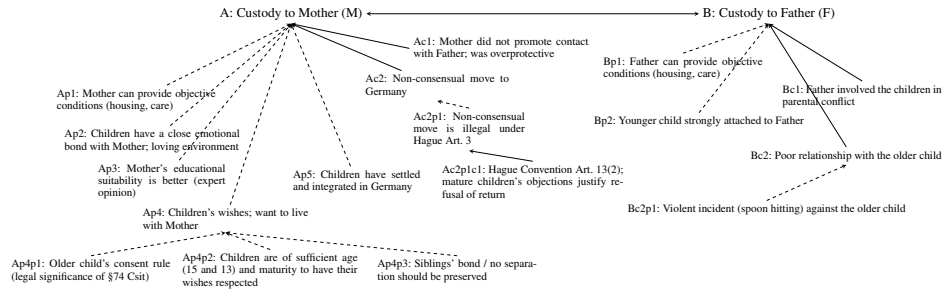 A: Custody to Mother (M)
B: Custody to Father (F)
Ac1: Mother did not promote contact
with Father; was overprotective
Bp1: Father can provide objective
conditions (housing, care)
Ac2: Non-consensual move to
Germany
Ap1: Mother can provide objective
conditions (housing, care)
Bc1: Father involved the children in
parental conflict
Ac2p1: Non-consensual
move is illegal under
Hague Art. 3
Bp2: Younger child strongly attached to Father
Ap2: Children have a close emotional
bond with Mother; loving environment
Bc2: Poor relationship with the older child
Ap3: Mother's educational
suitability is better (expert
opinion)
Ap5: Children have settled
and integrated in Germany
Ac2p1c1: Hague Convention Art. 13(2);
mature children's objections justify re-
fusal of return
Ap4: Children's wishes; want to live
with Mother
Bc2p1: Violent incident (spoon hitting) against the older child
Ap4p1: Older child's consent rule
(legal significance of §74 Csit)
Ap4p2: Children are of sufficient age
(15 and 13) and maturity to have their
wishes respected
Ap4p3: Siblings' bond / no separa-
tion should be preserved